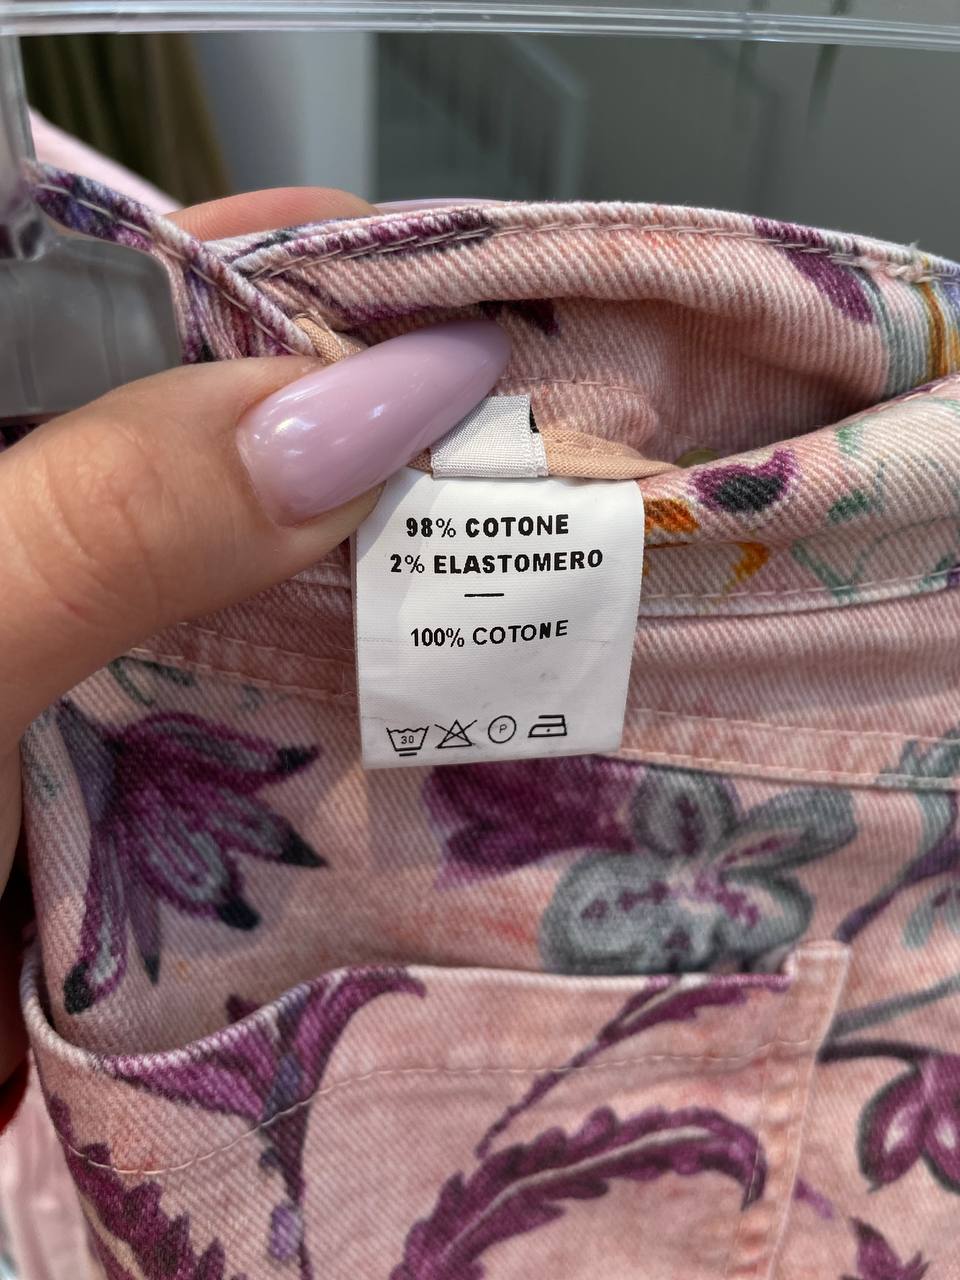 98% COTONE
2% ELASTOMERO
100% COTONE
30 P